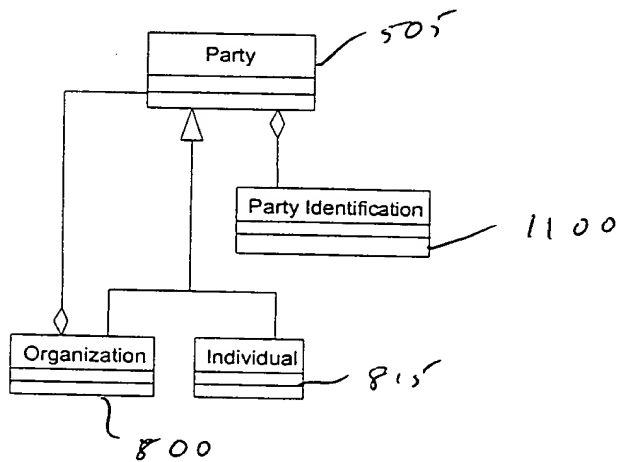 505
Party
Party Identification
1100
Organization
Individual
815
800